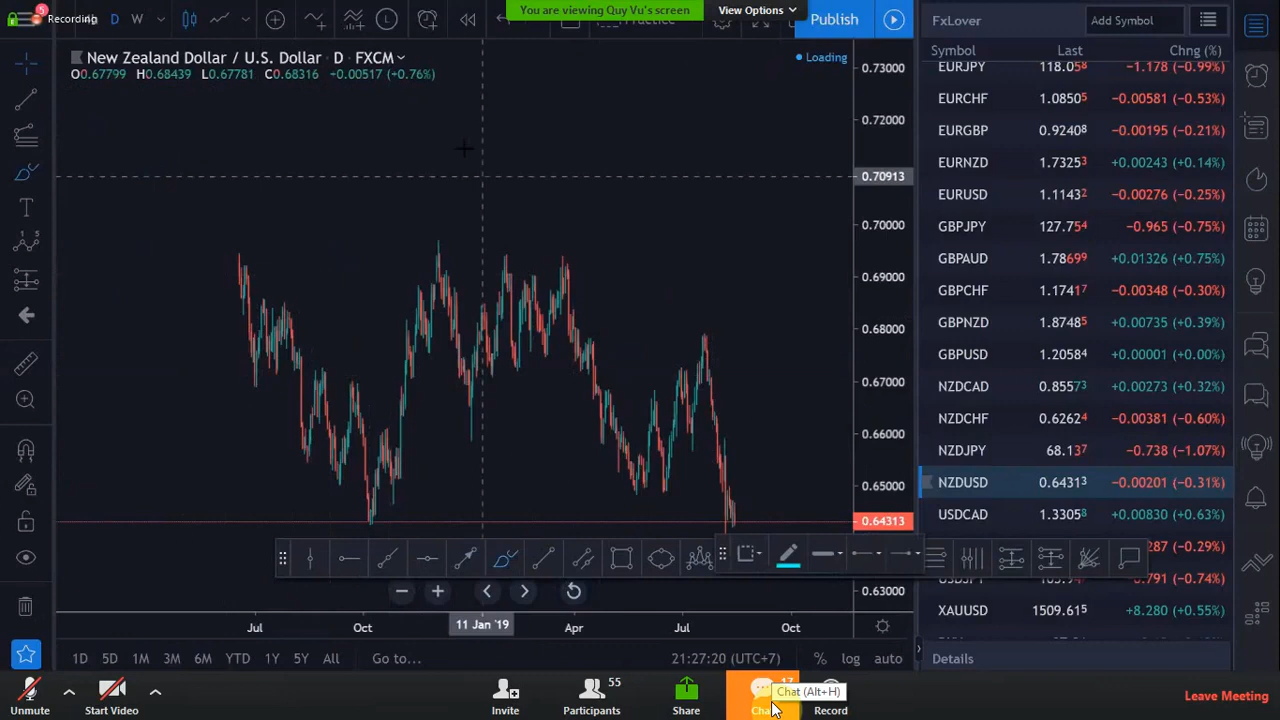 5
Recording
D
W
You are viewing Quy Vu's screen
View Options
Publish
FxLover
Add Symbol
New Zealand Dollar / U.S. Dollar D FXCM
O0.67799 H0.68439 L0.67781 C0.68316 +0.00517 (+0.76%)
Loading
Symbol Last Chng (%)
EURJPY 118.058 -1.178 (-0.99%)
EURCHF 1.08505 -0.00581 (-0.53%)
EURGBP 0.92408 -0.00195 (-0.21%)
EURNZD 1.73253 +0.00243 (+0.14%)
EURUSD 1.11432 -0.00276 (-0.25%)
GBPJPY 127.754 -0.965 (-0.75%)
GBPAUD 1.78699 +0.01326 (+0.75%)
GBPCHF 1.17417 -0.00348 (-0.30%)
GBPNZD 1.87485 +0.00735 (+0.39%)
GBPUSD 1.20584 +0.00001 (+0.00%)
NZDCAD 0.85573 +0.00273 (+0.32%)
NZDCHF 0.62624 -0.00381 (-0.60%)
NZDJPY 68.137 -0.738 (-1.07%)
NZDUSD 0.64313 -0.00201 (-0.31%)
USDCAD 1.33058 +0.00830 (+0.63%)
(-0.29%)
(-0.74%)
XAUUSD 1509.615 +8.280 (+0.55%)
Details
0.73000
0.72000
0.70913
0.70000
0.69000
0.68000
0.67000
0.66000
0.65000
0.64313
0.63000
Jul Oct 11 Jan '19 Apr Jul Oct
1D 5D 1M 3M 6M YTD 1Y 5Y All Go to... 21:27:20 (UTC+7) % log auto
17
Chat (Alt+H)
55
Unmute Start Video Invite Participants Share Record
Leave Meeting